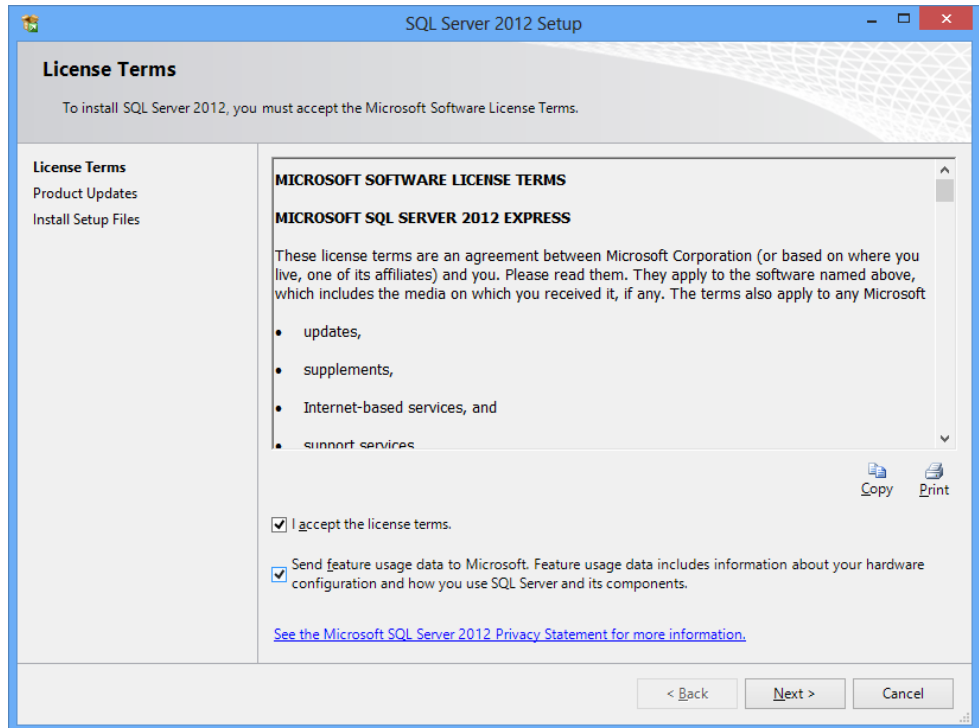 SQL Server 2012 Setup
License Terms
To install SQL Server 2012, you must accept the Microsoft Software License Terms.
License Terms
Product Updates
Install Setup Files
MICROSOFT SOFTWARE LICENSE TERMS
MICROSOFT SQL SERVER 2012 EXPRESS
These license terms are an agreement between Microsoft Corporation (or based on where you
live, one of its affiliates) and you. Please read them. They apply to the software named above,
which includes the media on which you received it, if any. The terms also apply to any Microsoft
• updates,
• supplements,
• Internet-based services, and
• support services
Copy
Print
I accept the license terms.
Send feature usage data to Microsoft. Feature usage data includes information about your hardware
configuration and how you use SQL Server and its components.
See the Microsoft SQL Server 2012 Privacy Statement for more information.
< Back
Next >
Cancel